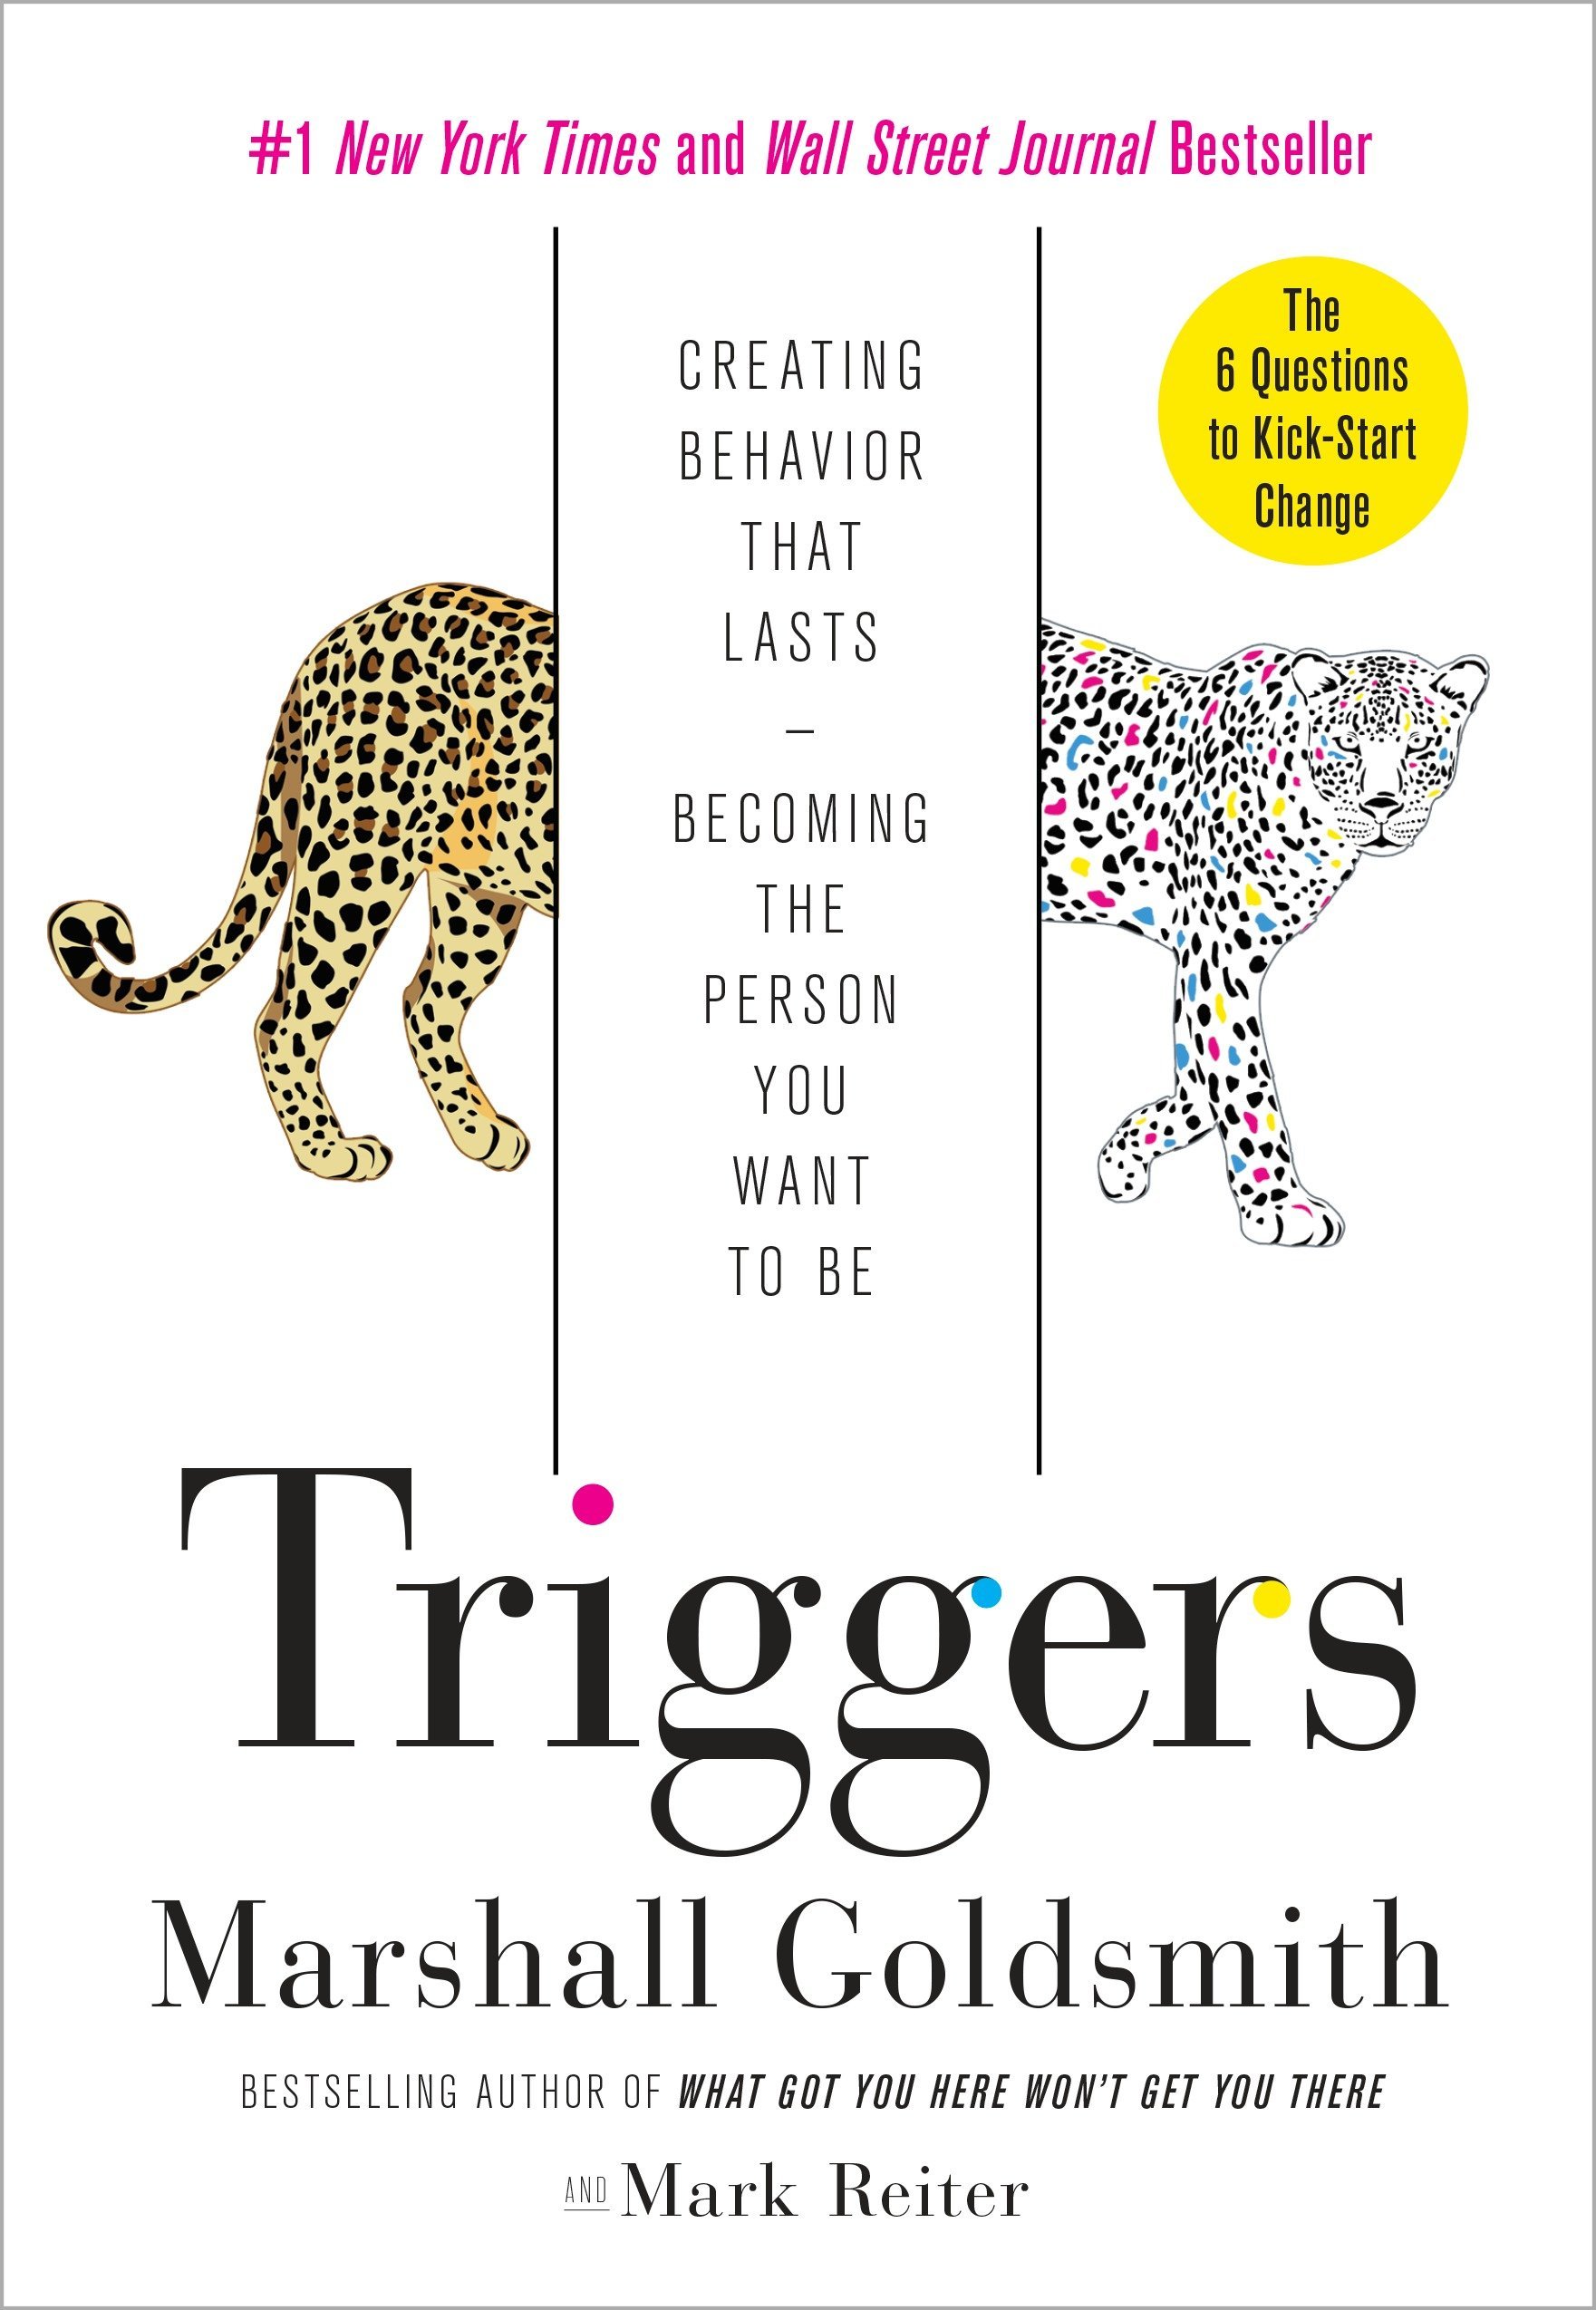 #1 New York Times and Wall Street Journal Bestseller
CREATING
BEHAVIOR
THAT
LASTS
–
BECOMING
THE
PERSON
YOU
WANT
TO BE
The
6 Questions
to Kick-Start
Change
Triggers
Marshall Goldsmith
BESTSELLING AUTHOR OF WHAT GOT YOU HERE WON'T GET YOU THERE
AND Mark Reiter